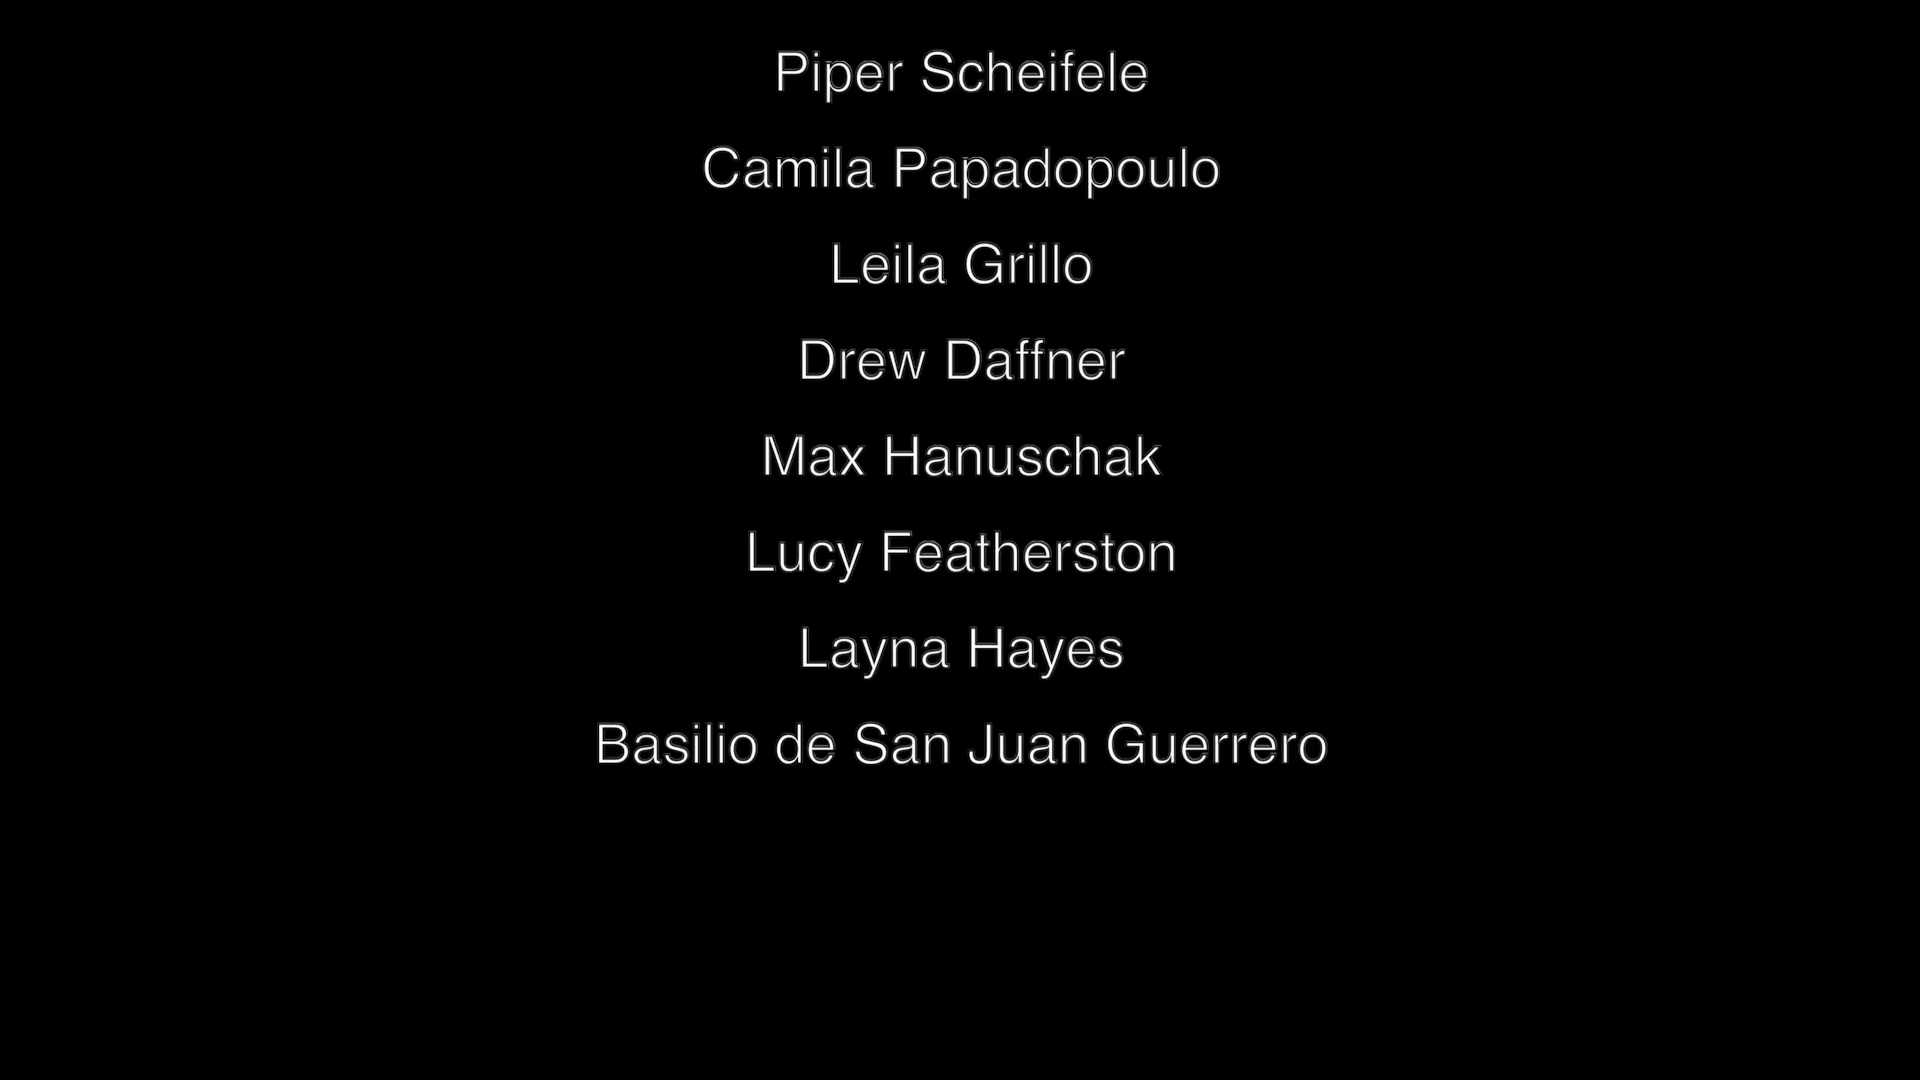 Piper Scheifele
Camila Papadopoulo
Leila Grillo
Drew Daffner
Max Hanuschak
Lucy Featherston
Layna Hayes
Basilio de San Juan Guerrero